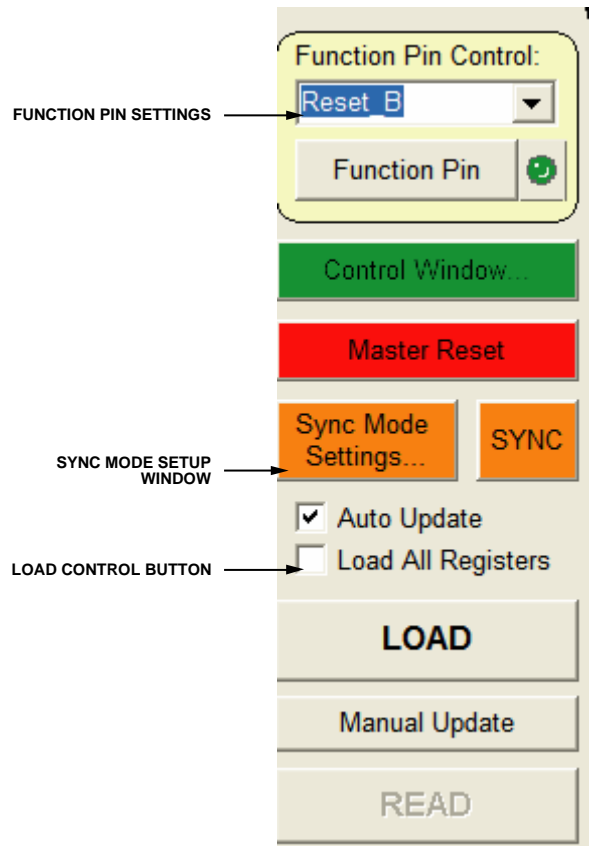 Function Pin Control:
FUNCTION PIN SETTINGS
Reset_B
Function Pin
Control Window...
Master Reset
Sync Mode
Settings...
SYNC
SYNC MODE SETUP
WINDOW
Auto Update
LOAD CONTROL BUTTON
Load All Registers
LOAD
Manual Update
READ